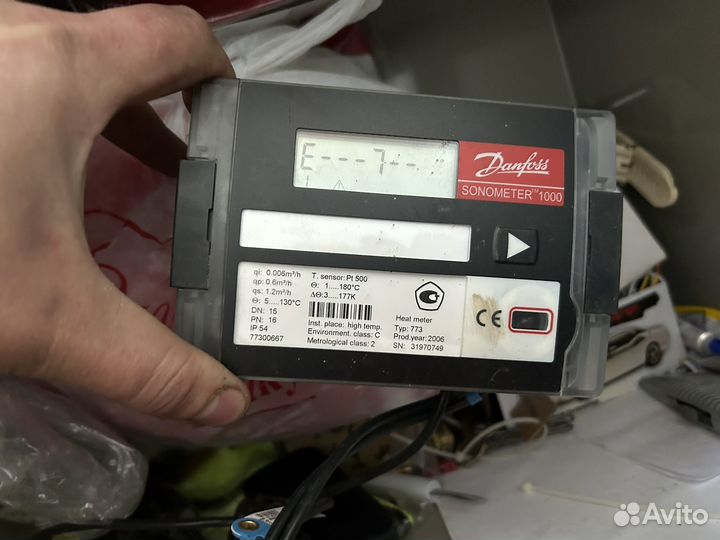 E---7--
Danfoss
SONOMETER™1000
qi: 0.006m³/h
qp: 0.6m³/h
qs: 1.2m³/h
Θ: 5.....130°C
DN: 15
PN: 16
IP 54
77300667
T. sensor: Pt 500
Θ: 1.....180°C
ΔΘ:3.....177K
Inst. place: high temp.
Environment. class: C
Metrological class: 2
Heat meter
Typ: 773
Prod.year: 2006
SN: 31970749
CE
Avito